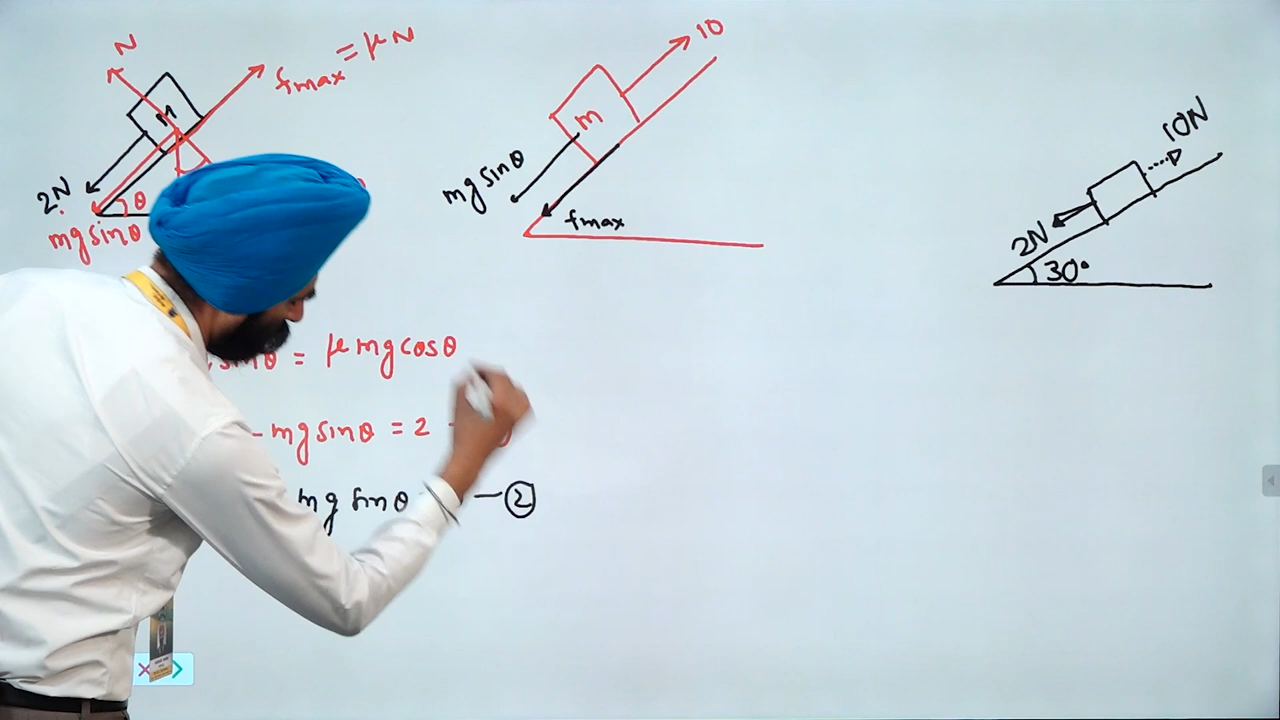 N
fmax = μN
M
2N
θ
mg sinθ
10
m
mg sinθ
fmax
10N
2N
30°
sinθ = μ mg cosθ
- mg sinθ = 2
mg sinθ
— ②